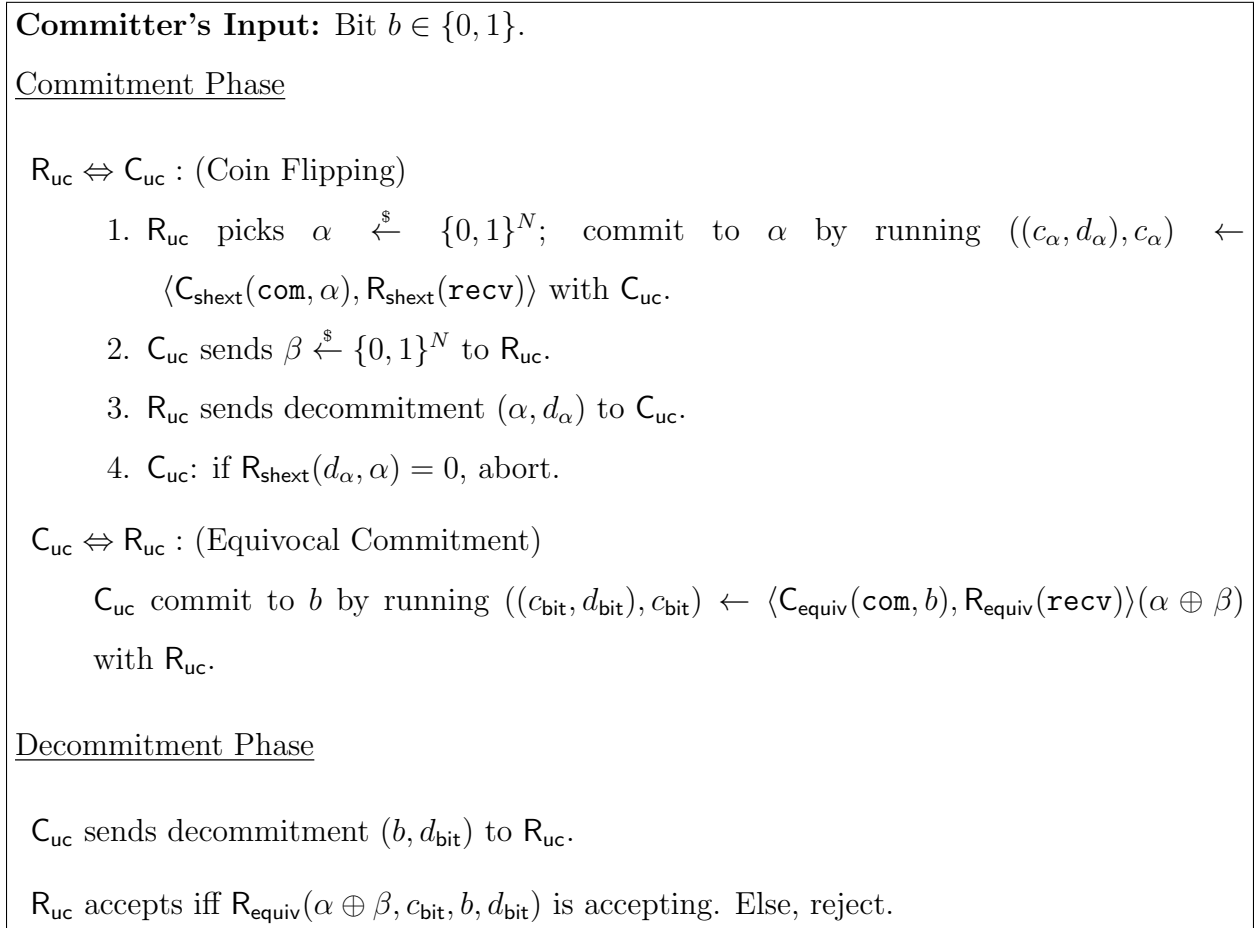 Committer's Input: Bit b ∈ {0, 1}.
Commitment Phase
R_uc ⇔ C_uc : (Coin Flipping)
1. R_uc picks α ←$ {0, 1}^N; commit to α by running ((c_α, d_α), c_α) ←
⟨C_shext(com, α), R_shext(recv)⟩ with C_uc.
2. C_uc sends β ←$ {0, 1}^N to R_uc.
3. R_uc sends decommitment (α, d_α) to C_uc.
4. C_uc: if R_shext(d_α, α) = 0, abort.
C_uc ⇔ R_uc : (Equivocal Commitment)
C_uc commit to b by running ((c_bit, d_bit), c_bit) ← ⟨C_equiv(com, b), R_equiv(recv)⟩(α ⊕ β)
with R_uc.
Decommitment Phase
C_uc sends decommitment (b, d_bit) to R_uc.
R_uc accepts iff R_equiv(α ⊕ β, c_bit, b, d_bit) is accepting. Else, reject.